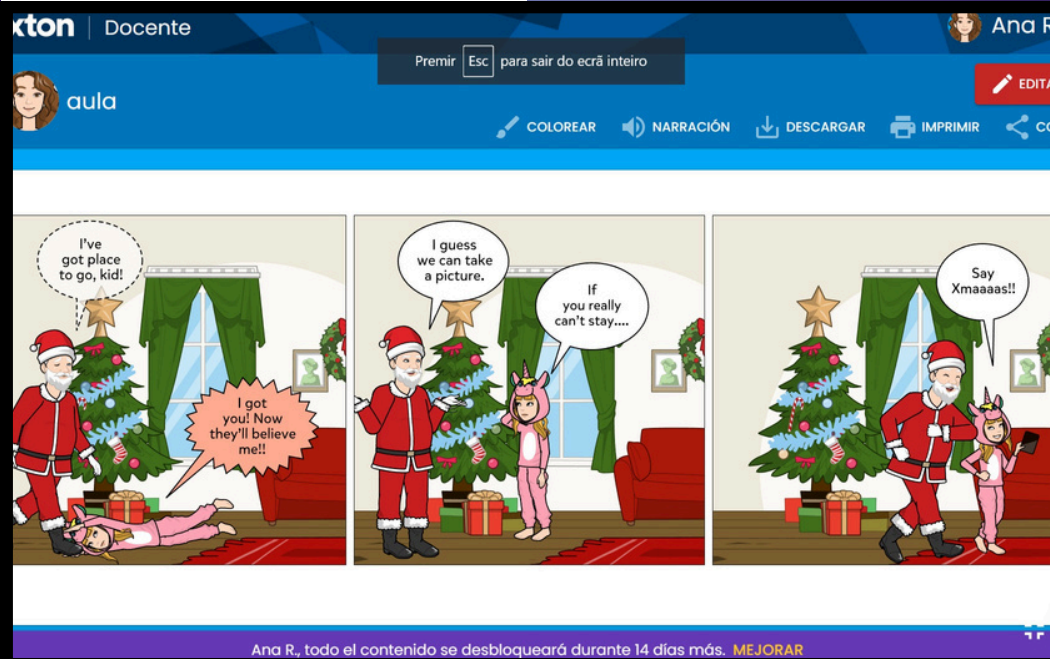 xton | Docente
Ana R
Premir Esc para sair do ecrã inteiro
aula
EDITA
COLOREAR NARRACIÓN DESCARGAR IMPRIMIR CO
I've
got place
to go, kid!
I got
you! Now
they'll believe
me!!
I guess
we can take
a picture.
If
you really
can't stay....
Say
Xmaaaas!!
Ana R., todo el contenido se desbloqueará durante 14 días más. MEJORAR